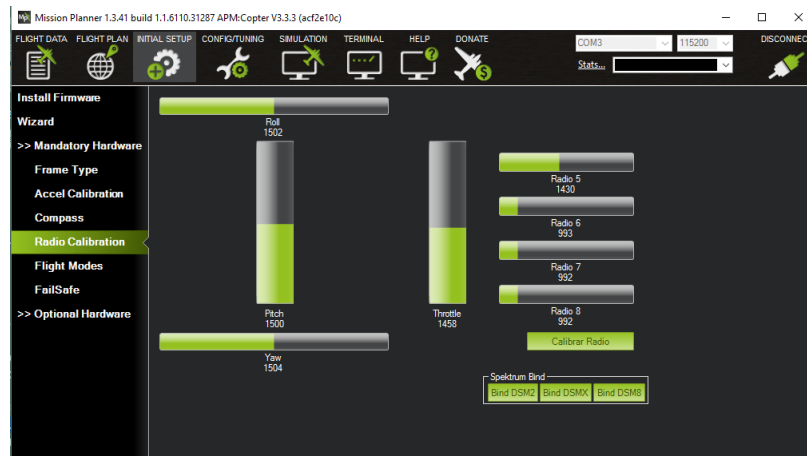 Mission Planner 1.3.41 build 1.1.6110.31287 APM:Copter V3.3.3 (acf2e10c)
FLIGHT DATA FLIGHT PLAN INITIAL SETUP CONFIG/TUNING SIMULATION TERMINAL HELP DONATE
COM3 115200 DISCONNEC
Stats...
Install Firmware
Wizard
>> Mandatory Hardware
Frame Type
Accel Calibration
Compass
Radio Calibration
Flight Modes
FailSafe
>> Optional Hardware
Roll
1502
Pitch
1500
Throttle
1458
Yaw
1504
Radio 5
1430
Radio 6
993
Radio 7
992
Radio 8
992
Calibrar Radio
Spektrum Bind
Bind DSM2 Bind DSMX Bind DSM8